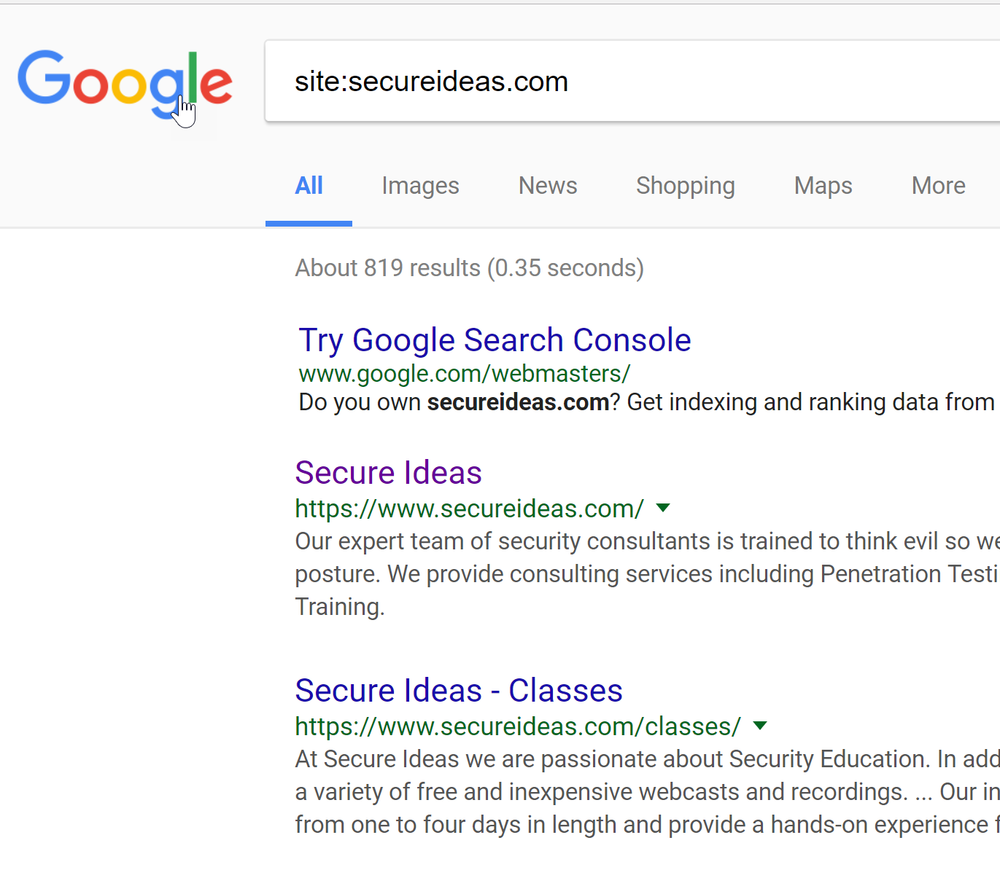 Google
site:secureideas.com
All Images News Shopping Maps More
About 819 results (0.35 seconds)
Try Google Search Console
www.google.com/webmasters/
Do you own secureideas.com? Get indexing and ranking data from
Secure Ideas
https://www.secureideas.com/
Our expert team of security consultants is trained to think evil so we
posture. We provide consulting services including Penetration Testi
Training.
Secure Ideas - Classes
https://www.secureideas.com/classes/
At Secure Ideas we are passionate about Security Education. In add
a variety of free and inexpensive webcasts and recordings. ... Our in
from one to four days in length and provide a hands-on experience f